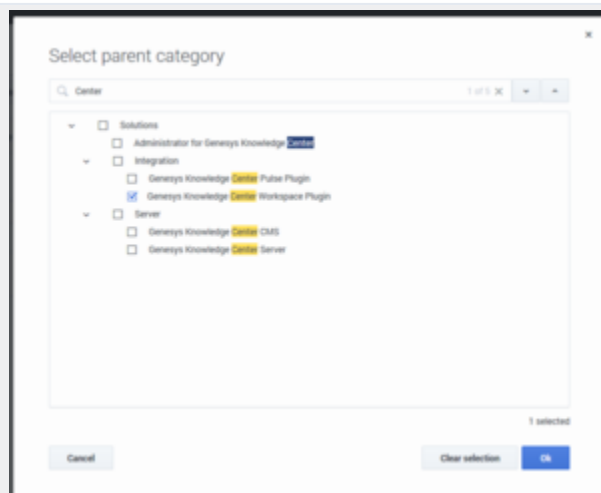 Select parent category
Center 1 of 5
Solutions
Administrator for Genesys Knowledge Center
Integration
Genesys Knowledge Center Pulse Plugin
Genesys Knowledge Center Workspace Plugin
Server
Genesys Knowledge Center CMS
Genesys Knowledge Center Server
1 selected
Cancel Clear selection Ok